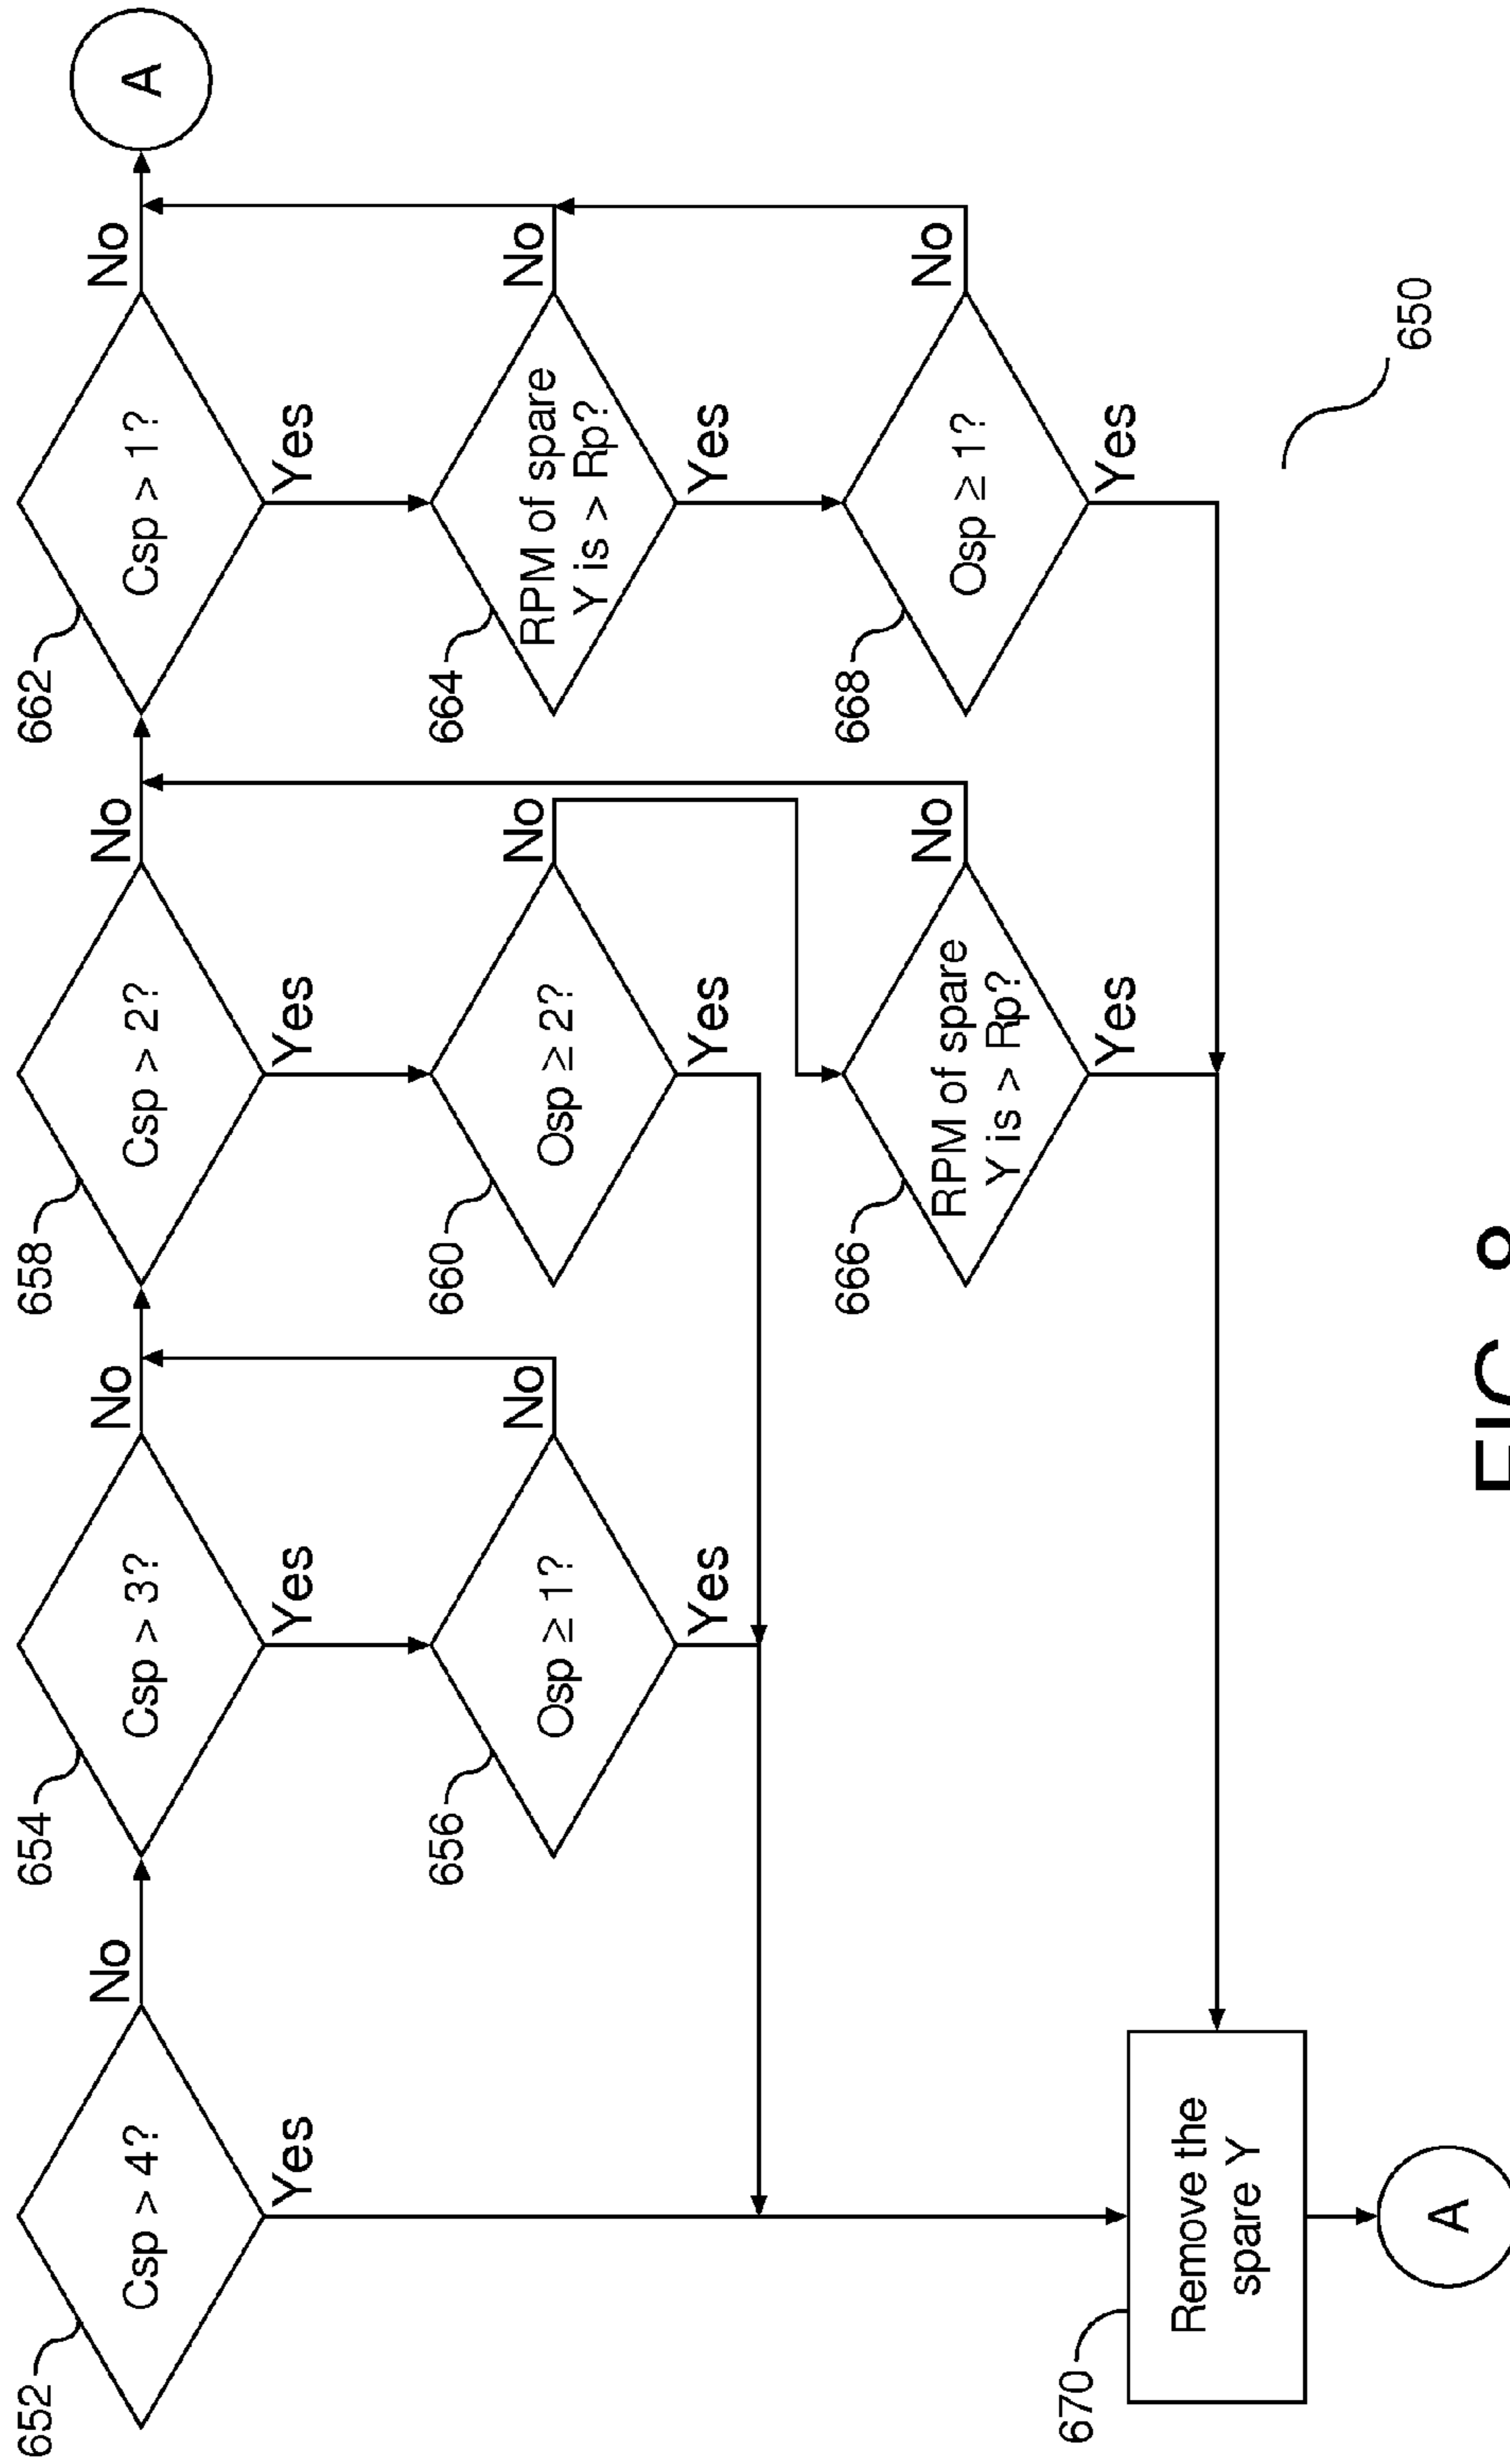 652
Csp > 4?
No
Yes
654
Csp > 3?
No
Yes
658
Csp > 2?
No
Yes
662
Csp > 1?
No
Yes
A
656
Osp ≥ 1?
No
Yes
660
Osp ≥ 2?
No
Yes
664
RPM of spare
Y is > Rp?
No
Yes
666
RPM of spare
Y is > Rp?
No
Yes
668
Osp ≥ 1?
No
Yes
670
Remove the
spare Y
A
650